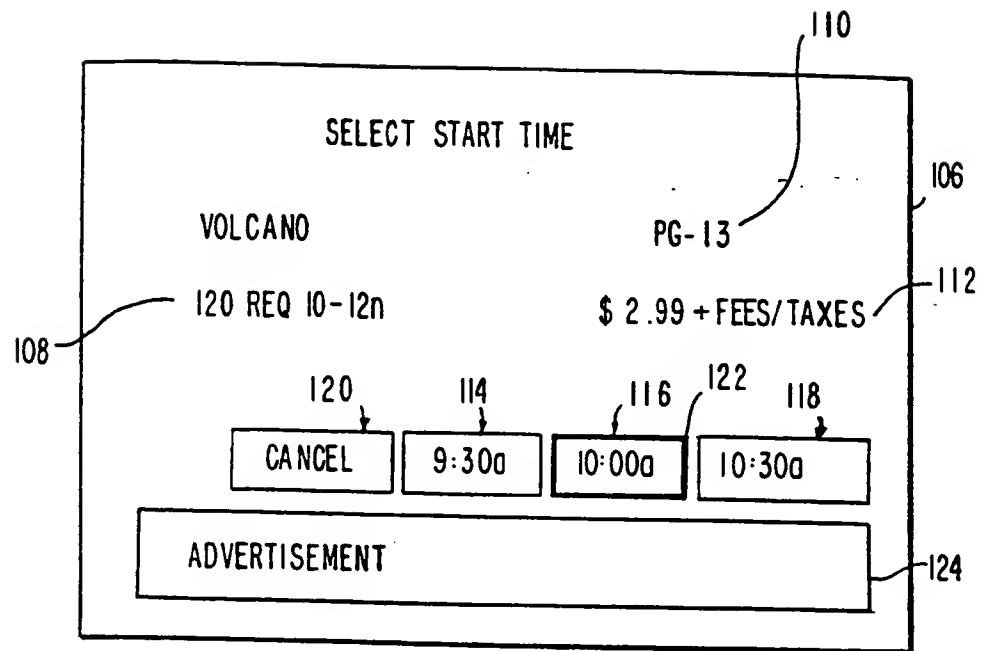 110
SELECT START TIME
106
VOLCANO PG-13
120 REQ 10-12n $ 2.99 + FEES/TAXES
112
108
120 114 116 122 118
CANCEL 9:30a 10:00a 10:30a
ADVERTISEMENT
124